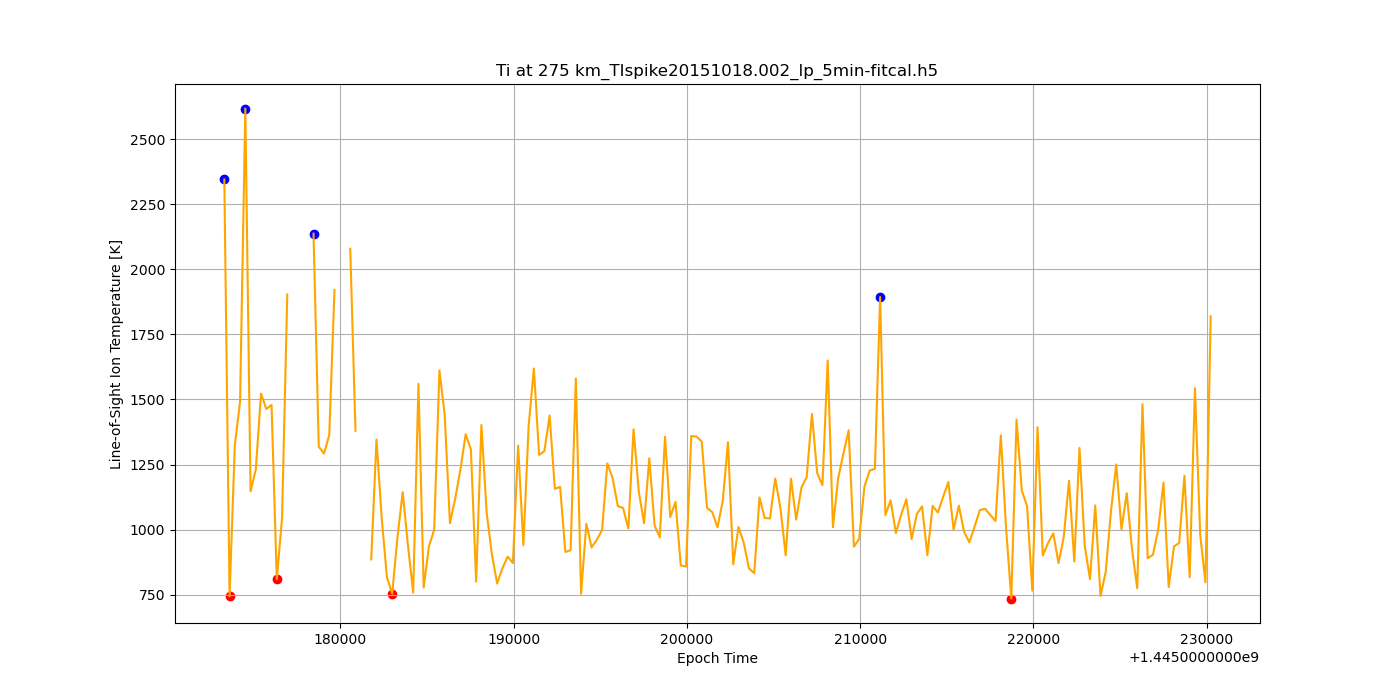 Ti at 275 km_TIspike20151018.002_lp_5min-fitcal.h5
Line-of-Sight Ion Temperature [K]
2500
2250
2000
1750
1500
1250
1000
750
180000 190000 200000 210000 220000 230000
Epoch Time
+1.4450000000e9